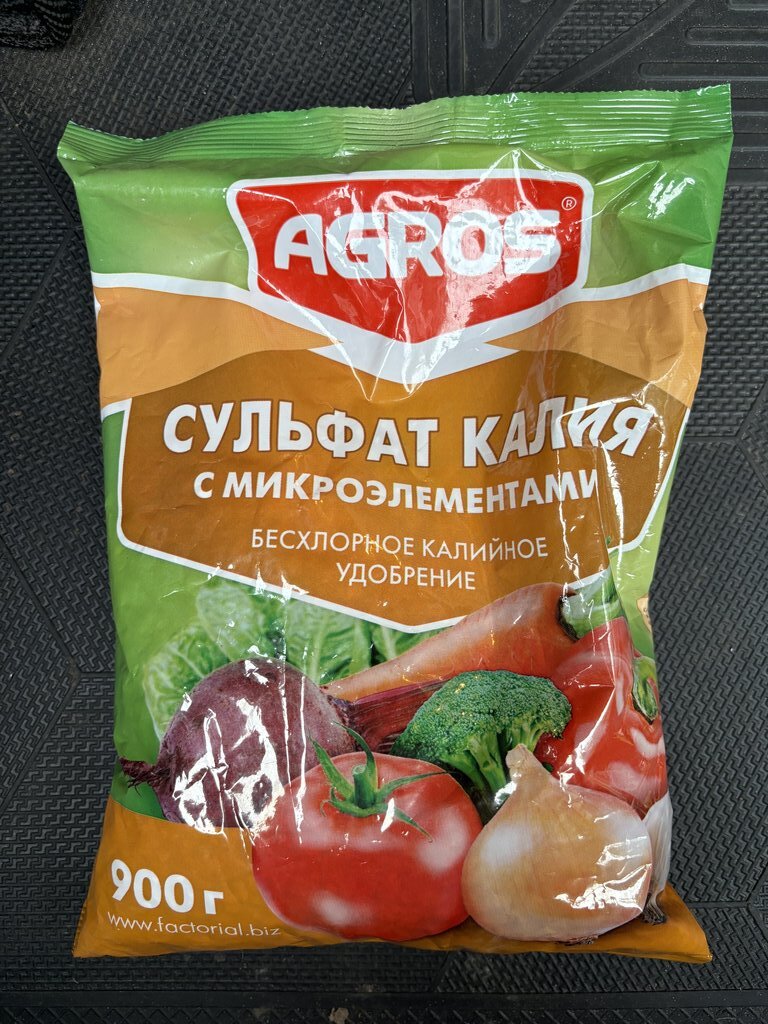 AGROS®
СУЛЬФАТ КАЛИЯ
С МИКРОЭЛЕМЕНТАМИ
БЕСХЛОРНОЕ КАЛИЙНОЕ
УДОБРЕНИЕ
900 г
www.factorial.biz